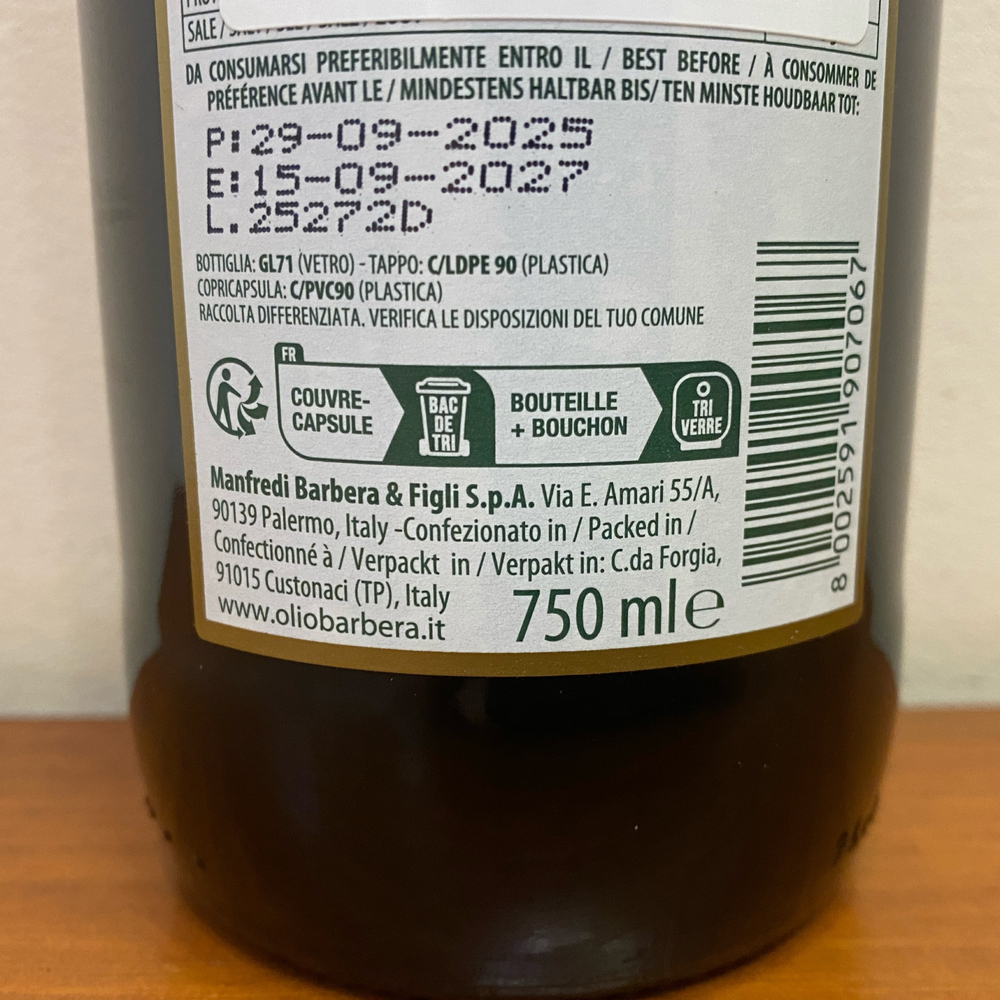 SALE /
DA CONSUMARSI PREFERIBILMENTE ENTRO IL / BEST BEFORE / À CONSOMMER DE
PRÉFÉRENCE AVANT LE / MINDESTENS HALTBAR BIS/ TEN MINSTE HOUDBAAR TOT:
P:29-09-2025
E:15-09-2027
L.25272D
BOTTIGLIA: GL71 (VETRO) - TAPPO: C/LDPE 90 (PLASTICA)
COPRICAPSULA: C/PVC90 (PLASTICA)
RACCOLTA DIFFERENZIATA. VERIFICA LE DISPOSIZIONI DEL TUO COMUNE
FR
COUVRE-
CAPSULE
BAC
DE
TRI
BOUTEILLE
+ BOUCHON
TRI
VERRE
Manfredi Barbera & Figli S.p.A. Via E. Amari 55/A,
90139 Palermo, Italy -Confezionato in / Packed in /
Confectionné à / Verpackt in / Verpakt in: C.da Forgia,
91015 Custonaci (TP), Italy
www.oliobarbera.it
750 ml e
8 002591 907067